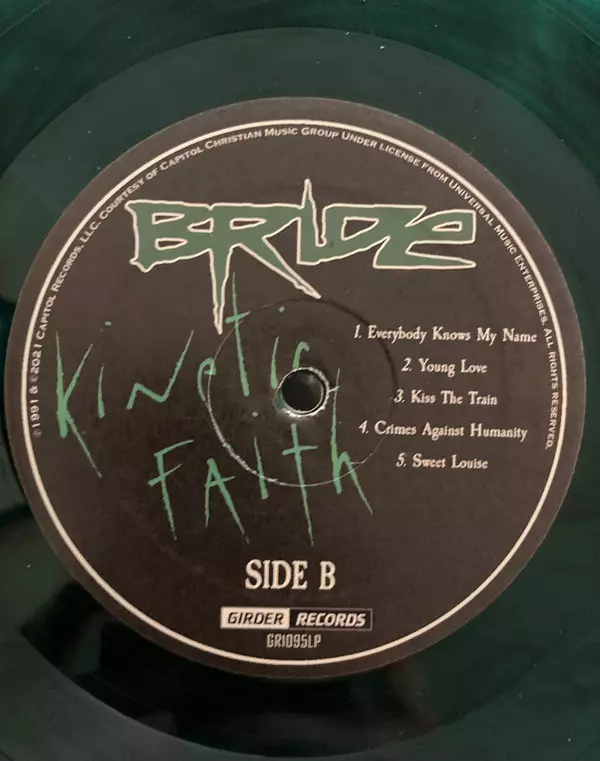 ℗1991 & ©2021 CAPITOL RECORDS, LLC. COURTESY OF CAPITOL CHRISTIAN MUSIC GROUP UNDER LICENSE FROM UNIVERSAL MUSIC ENTERPRISES. ALL RIGHTS RESERVED.
BRIDE
Kinetic
FAith
1. Everybody Knows My Name
2. Young Love
3. Kiss The Train
4. Crimes Against Humanity
5. Sweet Louise
SIDE B
GIRDER RECORDS
GR1095LP